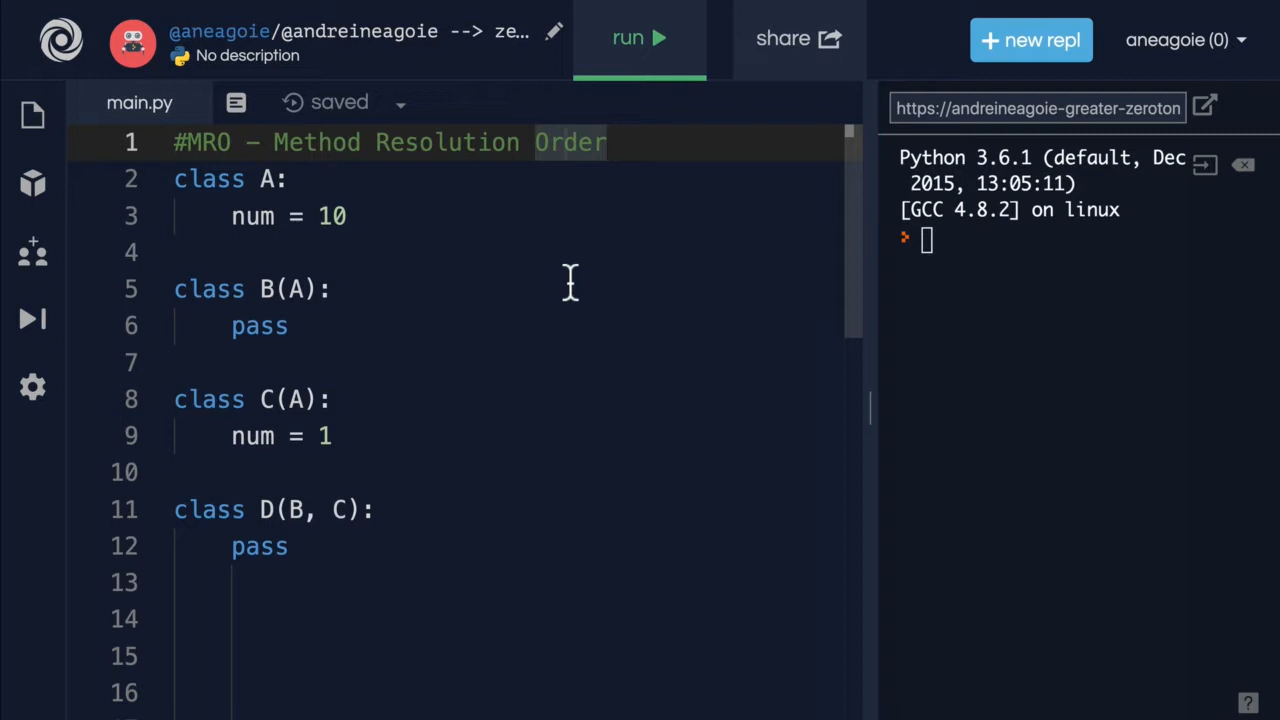 @aneagoie/@andreineagoie --> ze...
No description
run
share
+ new repl
aneagoie (0)
main.py
saved
1 #MRO - Method Resolution Order
2 class A:
3 num = 10
4
5 class B(A):
6 pass
7
8 class C(A):
9 num = 1
10
11 class D(B, C):
12 pass
13
14
15
16
https://andreineagoie-greater-zeroton
Python 3.6.1 (default, Dec
2015, 13:05:11)
[GCC 4.8.2] on linux
?